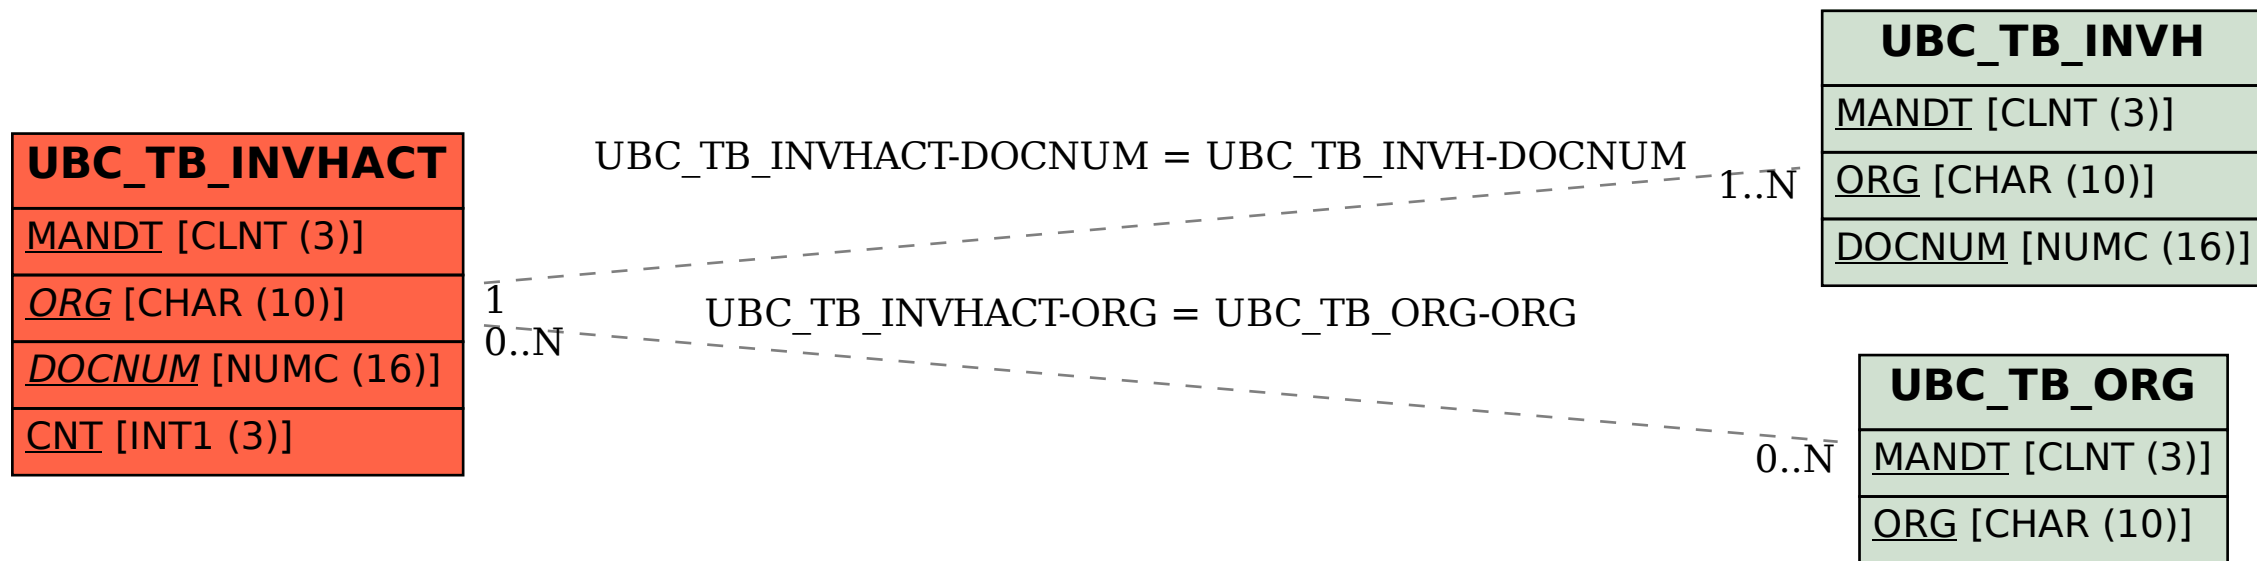 UBC_TB_INVHACT
MANDT [CLNT (3)]
ORG [CHAR (10)]
DOCNUM [NUMC (16)]
CNT [INT1 (3)]
UBC_TB_INVHACT-DOCNUM = UBC_TB_INVH-DOCNUM
1
1..N
UBC_TB_INVHACT-ORG = UBC_TB_ORG-ORG
0..N
0..N
UBC_TB_INVH
MANDT [CLNT (3)]
ORG [CHAR (10)]
DOCNUM [NUMC (16)]
UBC_TB_ORG
MANDT [CLNT (3)]
ORG [CHAR (10)]